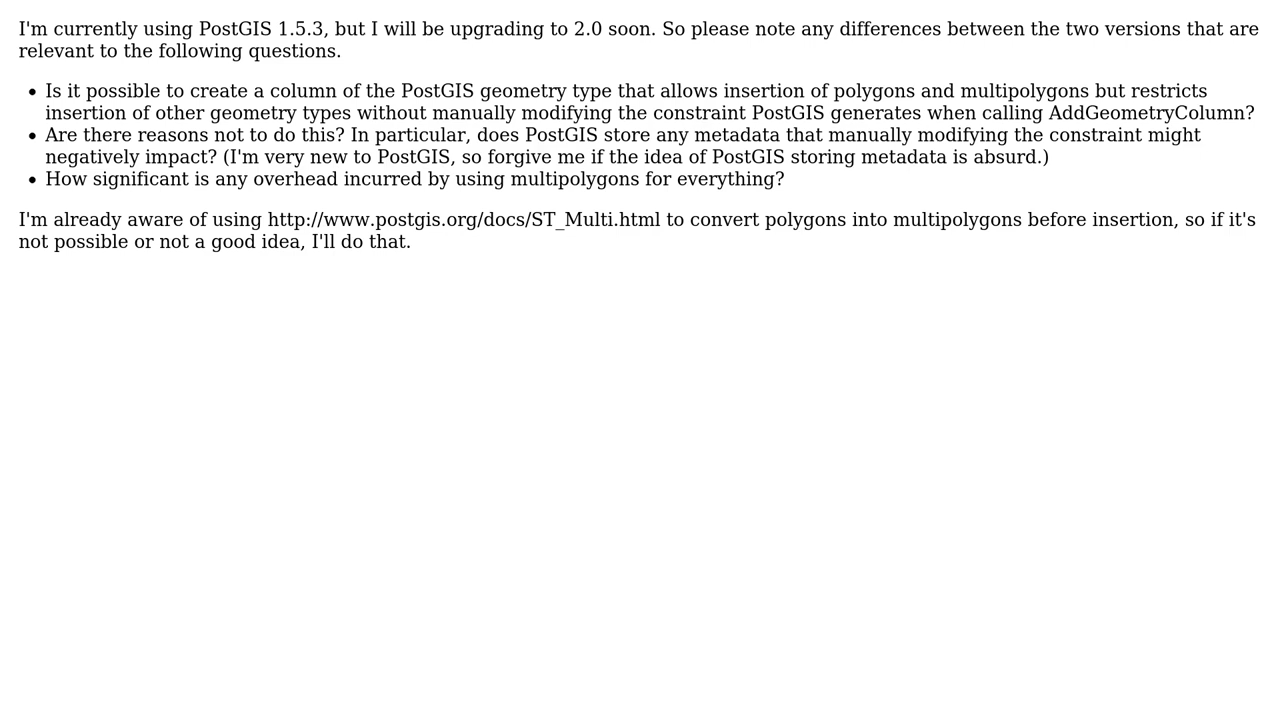 I'm currently using PostGIS 1.5.3, but I will be upgrading to 2.0 soon. So please note any differences between the two versions that are
relevant to the following questions.
• Is it possible to create a column of the PostGIS geometry type that allows insertion of polygons and multipolygons but restricts
insertion of other geometry types without manually modifying the constraint PostGIS generates when calling AddGeometryColumn?
• Are there reasons not to do this? In particular, does PostGIS store any metadata that manually modifying the constraint might
negatively impact? (I'm very new to PostGIS, so forgive me if the idea of PostGIS storing metadata is absurd.)
• How significant is any overhead incurred by using multipolygons for everything?
I'm already aware of using http://www.postgis.org/docs/ST_Multi.html to convert polygons into multipolygons before insertion, so if it's
not possible or not a good idea, I'll do that.